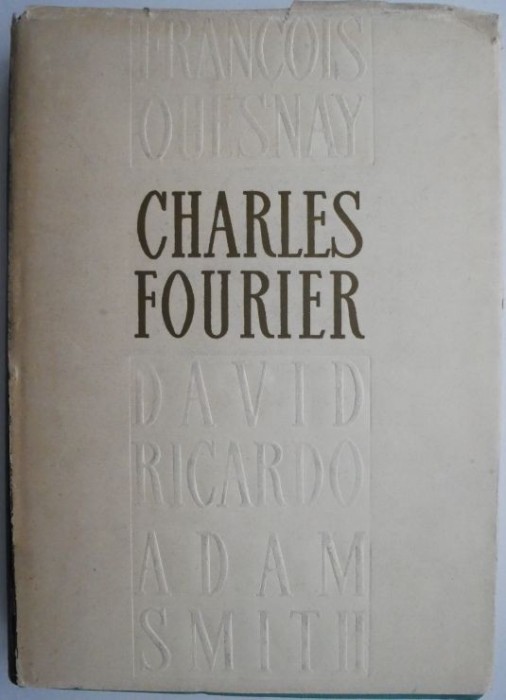 FRANÇOIS
QUESNAY
CHARLES
FOURIER
DAVID
RICARDO
ADAM
SMITH